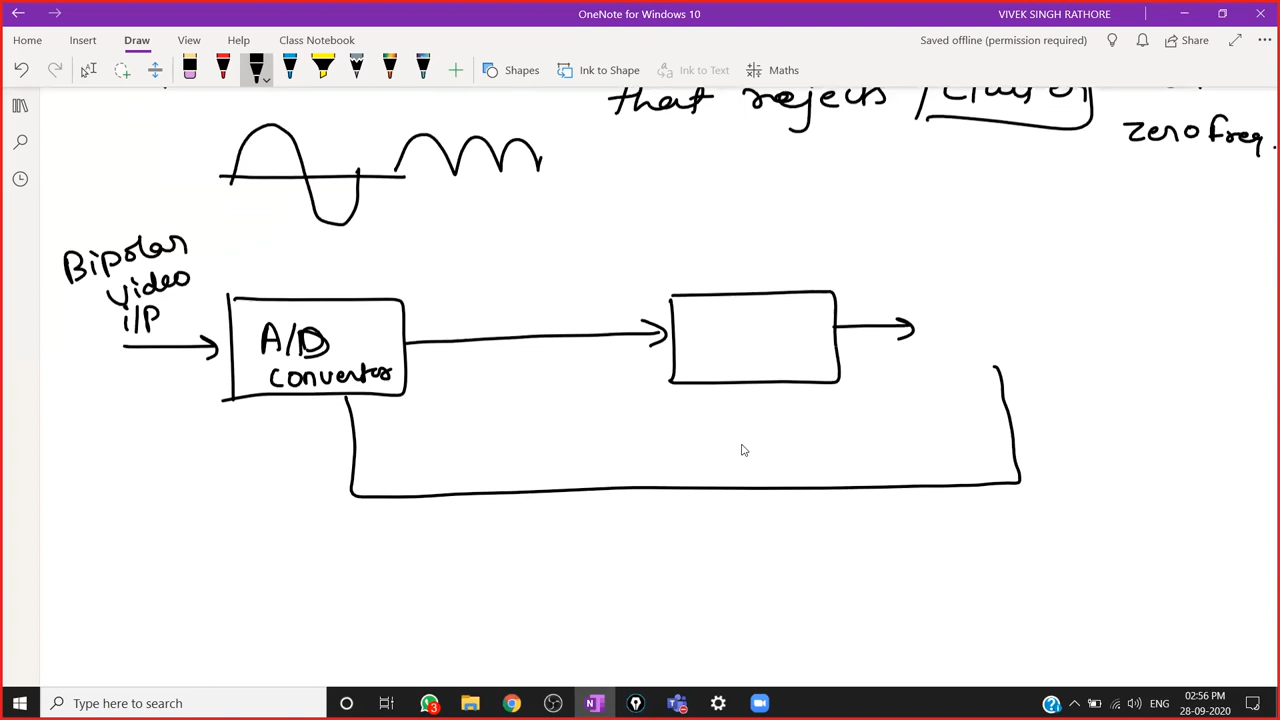 OneNote for Windows 10
VIVEK SINGH RATHORE
Home Insert Draw View Help Class Notebook
Saved offline (permission required)
Share
Shapes
Ink to Shape
Ink to Text
Maths
that rejects
zero freq.
Bipolar
video
i/P
A/D
Convertor
Type here to search
3
ENG
02:56 PM
28-09-2020